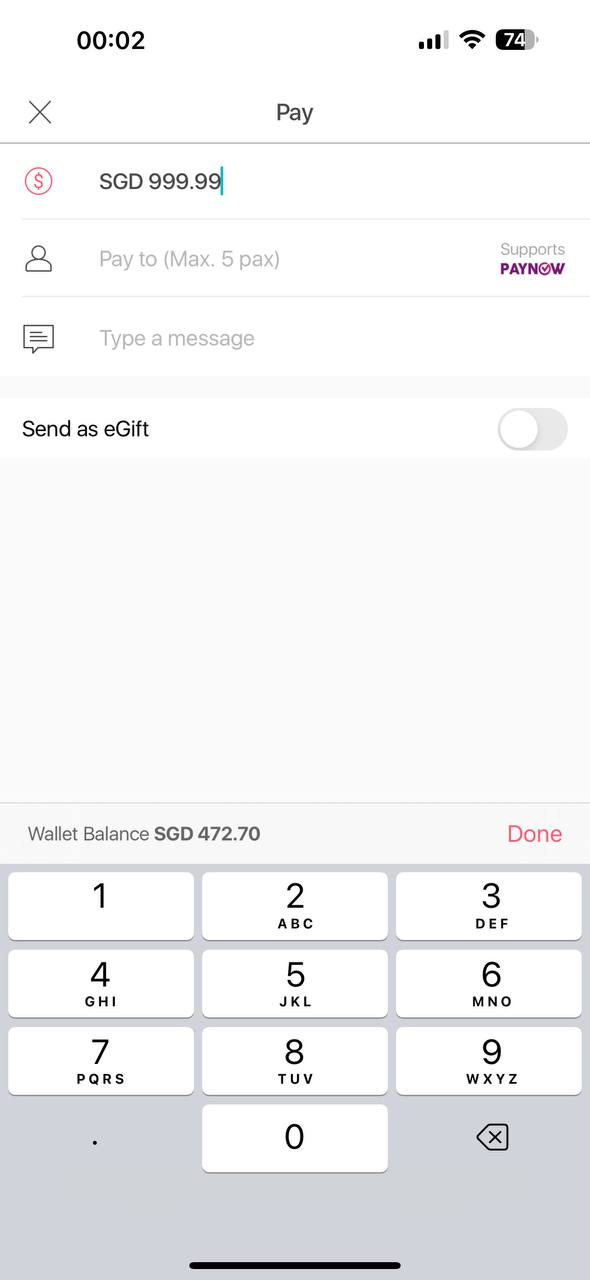 00:02
74
Pay
SGD 999.99
Pay to (Max. 5 pax)
Supports
PAYNOW
Type a message
Send as eGift
Wallet Balance SGD 472.70
Done
1
2
ABC
3
DEF
4
GHI
5
JKL
6
MNO
7
PQRS
8
TUV
9
WXYZ
.
0